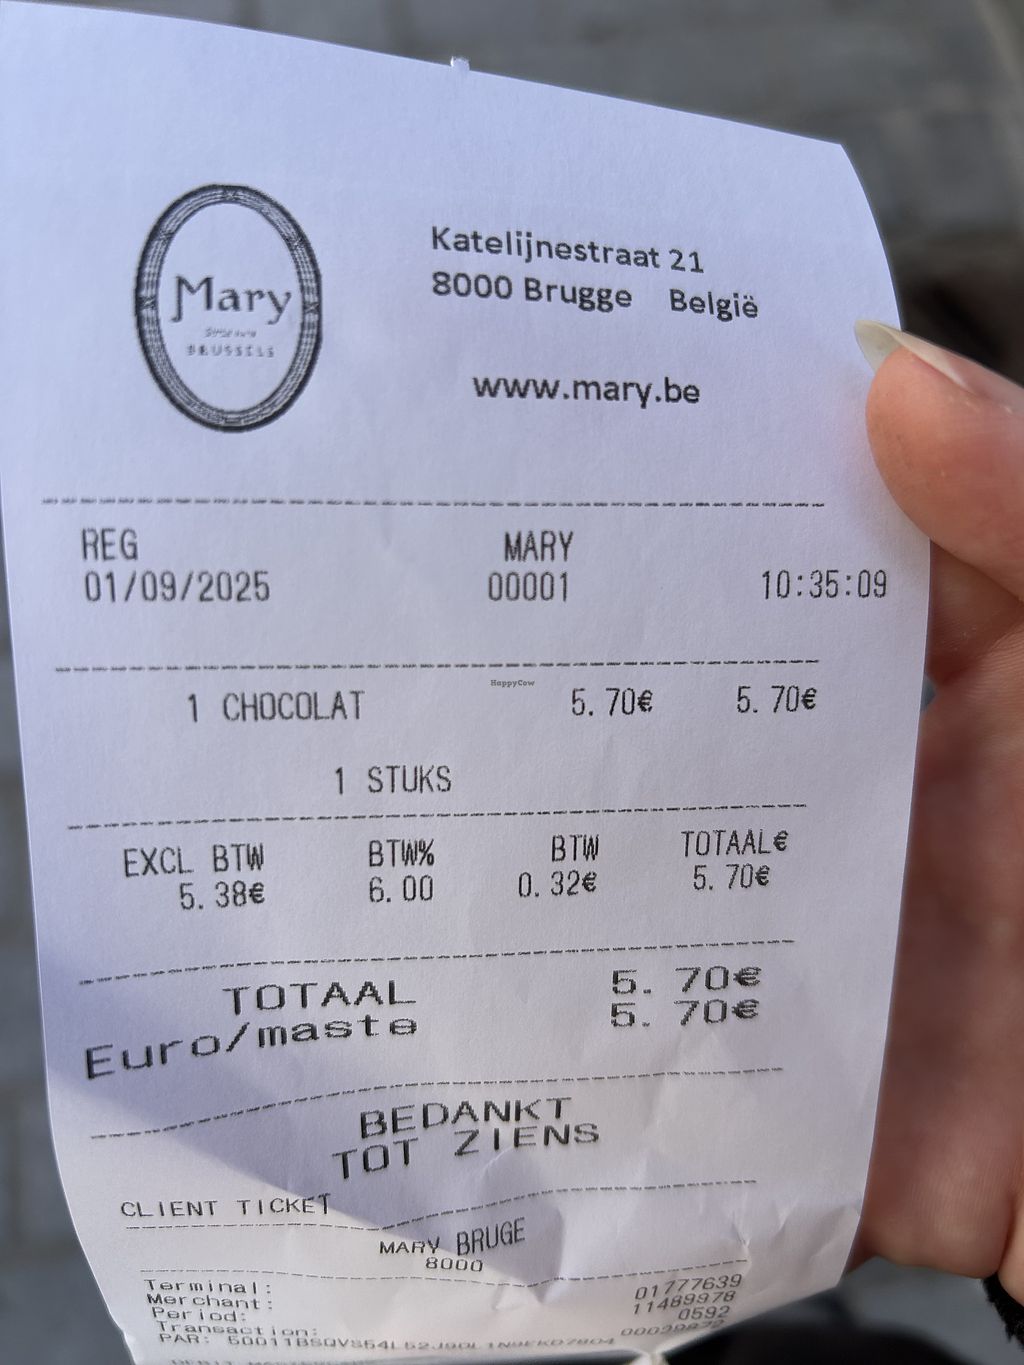 Mary
BRUSSELS
Katelijnestraat 21
8000 Brugge België
www.mary.be
REG MARY
01/09/2025 00001 10:35:09
HappyCow
1 CHOCOLAT 5.70€ 5.70€
1 STUKS
EXCL BTW BTW% BTW TOTAAL€
5.38€ 6.00 0.32€ 5.70€
TOTAAL 5.70€
Euro/maste 5.70€
BEDANKT
TOT ZIENS
CLIENT TICKET
MARY BRUGE
8000
Terminal: 01777639
Merchant: 11489978
Period: 0592
Transaction:
PAR: